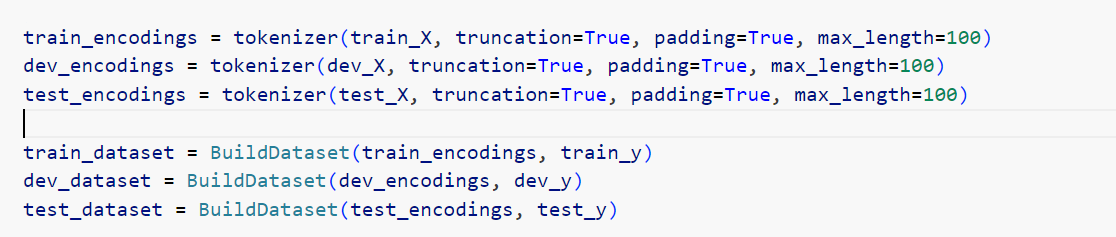 train_encodings = tokenizer(train_X, truncation=True, padding=True, max_length=100)
dev_encodings = tokenizer(dev_X, truncation=True, padding=True, max_length=100)
test_encodings = tokenizer(test_X, truncation=True, padding=True, max_length=100)
train_dataset = BuildDataset(train_encodings, train_y)
dev_dataset = BuildDataset(dev_encodings, dev_y)
test_dataset = BuildDataset(test_encodings, test_y)